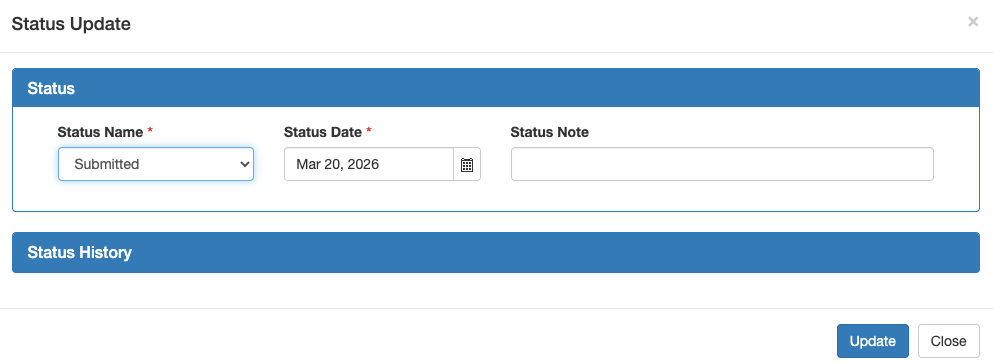 Status Update ×
Status
Status Name * Status Date * Status Note
Submitted Mar 20, 2026
Status History
Update Close